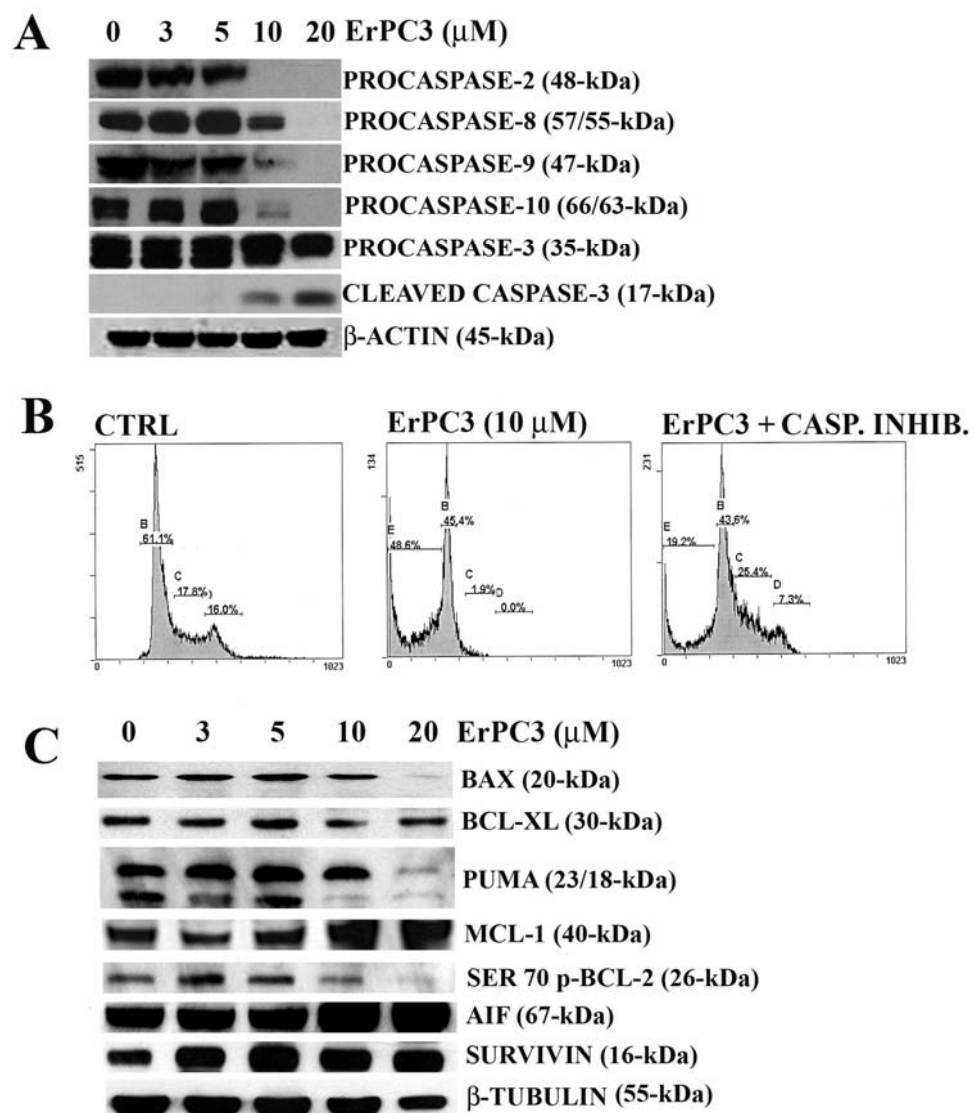 A
0 3 5 10 20 ErPC3 (μM)
PROCASPASE-2 (48-kDa)
PROCASPASE-8 (57/55-kDa)
PROCASPASE-9 (47-kDa)
PROCASPASE-10 (66/63-kDa)
PROCASPASE-3 (35-kDa)
CLEAVED CASPASE-3 (17-kDa)
β-ACTIN (45-kDa)
B
CTRL
515
B
61.1%
C
17.8%
16.0%
1023
ErPC3 (10 μM)
134
E
48.6%
B
45.4%
C
1.9%
D
0.0%
1023
ErPC3 + CASP. INHIB.
231
E
19.2%
B
43.6%
C
25.4%
D
7.3%
0
1023
C
0 3 5 10 20 ErPC3 (μM)
BAX (20-kDa)
BCL-XL (30-kDa)
PUMA (23/18-kDa)
MCL-1 (40-kDa)
SER 70 p-BCL-2 (26-kDa)
AIF (67-kDa)
SURVIVIN (16-kDa)
β-TUBULIN (55-kDa)